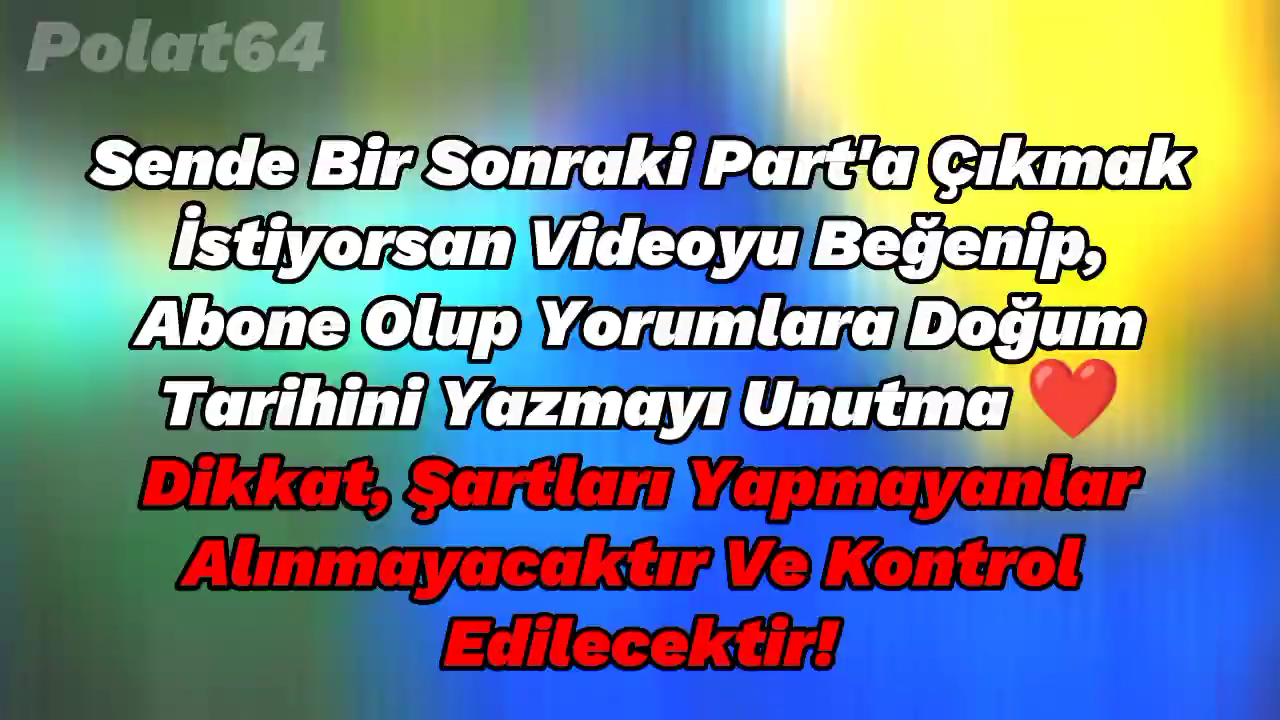 Polat64
Sende Bir Sonraki Part'a Çıkmak
İstiyorsan Videoyu Beğenip,
Abone Olup Yorumlara Doğum
Tarihini Yazmayı Unutma ❤️
Dikkat, Şartları Yapmayanlar
Alınmayacaktır Ve Kontrol
Edilecektir!